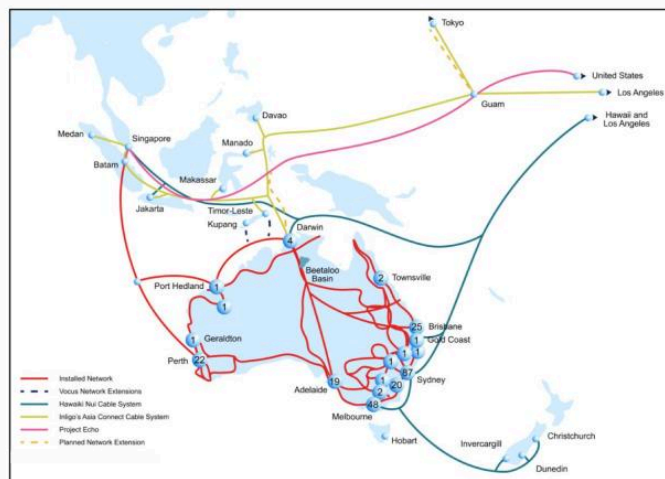 Tokyo
United States
Los Angeles
Guam
Hawaii and
Los Angeles
Davao
Medan
Singapore
Manado
Batam
Makassar
Jakarta
Timor-Leste
Kupang
Darwin
4
Beetaloo
Basin
Port Hedland
1
2
Townsville
1
25
Brisbane
1
Geraldton
1
Gold Coast
1
1
1
Perth
22
87
Sydney
1
20
19
Adelaide
2
48
Melbourne
Hobart
Invercargill
Christchurch
Dunedin
Installed Network
Vocus Network Extensions
Hawaiki Nui Cable System
Inligo's Asia Connect Cable System
Project Echo
Planned Network Extension